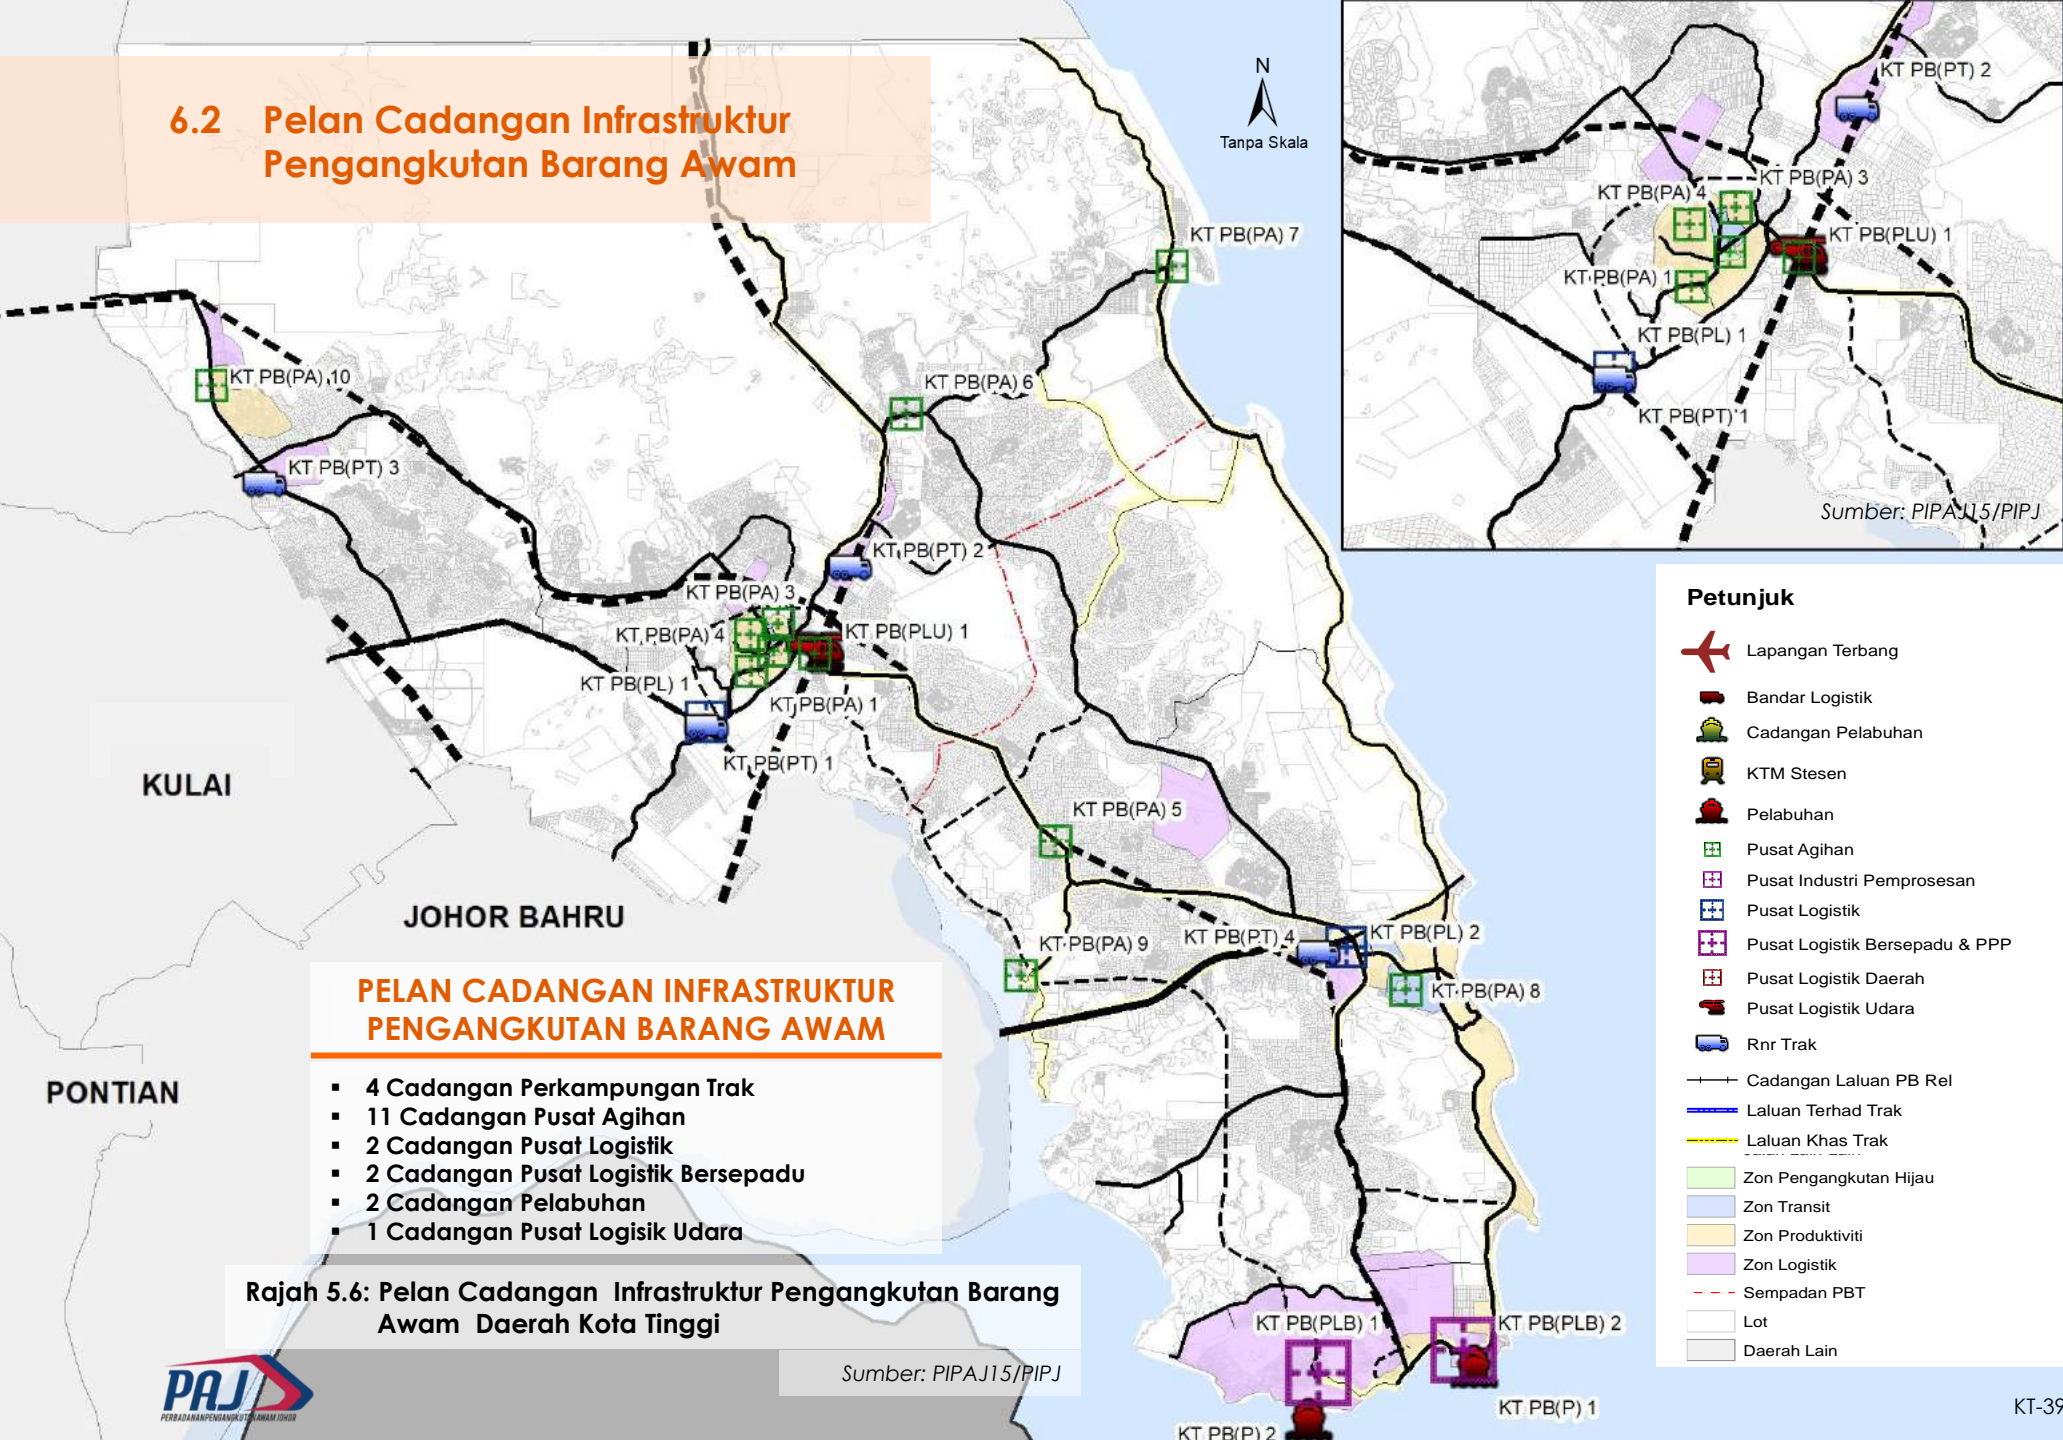 6.2 Pelan Cadangan Infrastruktur
Pengangkutan Barang Awam
N
Tanpa Skala
KT PB(PT) 2
KT PB(PA) 3
KT PB(PA) 4
KT PB(PLU) 1
KT PB(PA) 1
KT PB(PL) 1
KT PB(PT) 1
Sumber: PIPAJ15/PIPJ
KT PB(PA) 7
KT PB(PA) 10
KT PB(PA) 6
KT PB(PT) 3
KT PB(PT) 2
KT PB(PA) 3
KT PB(PA) 4
KT PB(PLU) 1
KT PB(PL) 1
KT PB(PA) 1
KT PB(PT) 1
KULAI
KT PB(PA) 5
JOHOR BAHRU
KT PB(PA) 9
KT PB(PT) 4
KT PB(PL) 2
KT PB(PA) 8
PONTIAN
KT PB(PLB) 1
KT PB(PLB) 2
KT PB(P) 1
KT PB(P) 2
PELAN CADANGAN INFRASTRUKTUR
PENGANGKUTAN BARANG AWAM
▪ 4 Cadangan Perkampungan Trak
▪ 11 Cadangan Pusat Agihan
▪ 2 Cadangan Pusat Logistik
▪ 2 Cadangan Pusat Logistik Bersepadu
▪ 2 Cadangan Pelabuhan
▪ 1 Cadangan Pusat Logisik Udara
Rajah 5.6: Pelan Cadangan Infrastruktur Pengangkutan Barang
Awam Daerah Kota Tinggi
Sumber: PIPAJ15/PIPJ
PAJ
PERBADANAN PENGANGKUTAN AWAM JOHOR
Petunjuk
Lapangan Terbang
Bandar Logistik
Cadangan Pelabuhan
KTM Stesen
Pelabuhan
Pusat Agihan
Pusat Industri Pemprosesan
Pusat Logistik
Pusat Logistik Bersepadu & PPP
Pusat Logistik Daerah
Pusat Logistik Udara
Rnr Trak
Cadangan Laluan PB Rel
Laluan Terhad Trak
Laluan Khas Trak
Zon Pengangkutan Hijau
Zon Transit
Zon Produktiviti
Zon Logistik
Sempadan PBT
Lot
Daerah Lain
KT-39